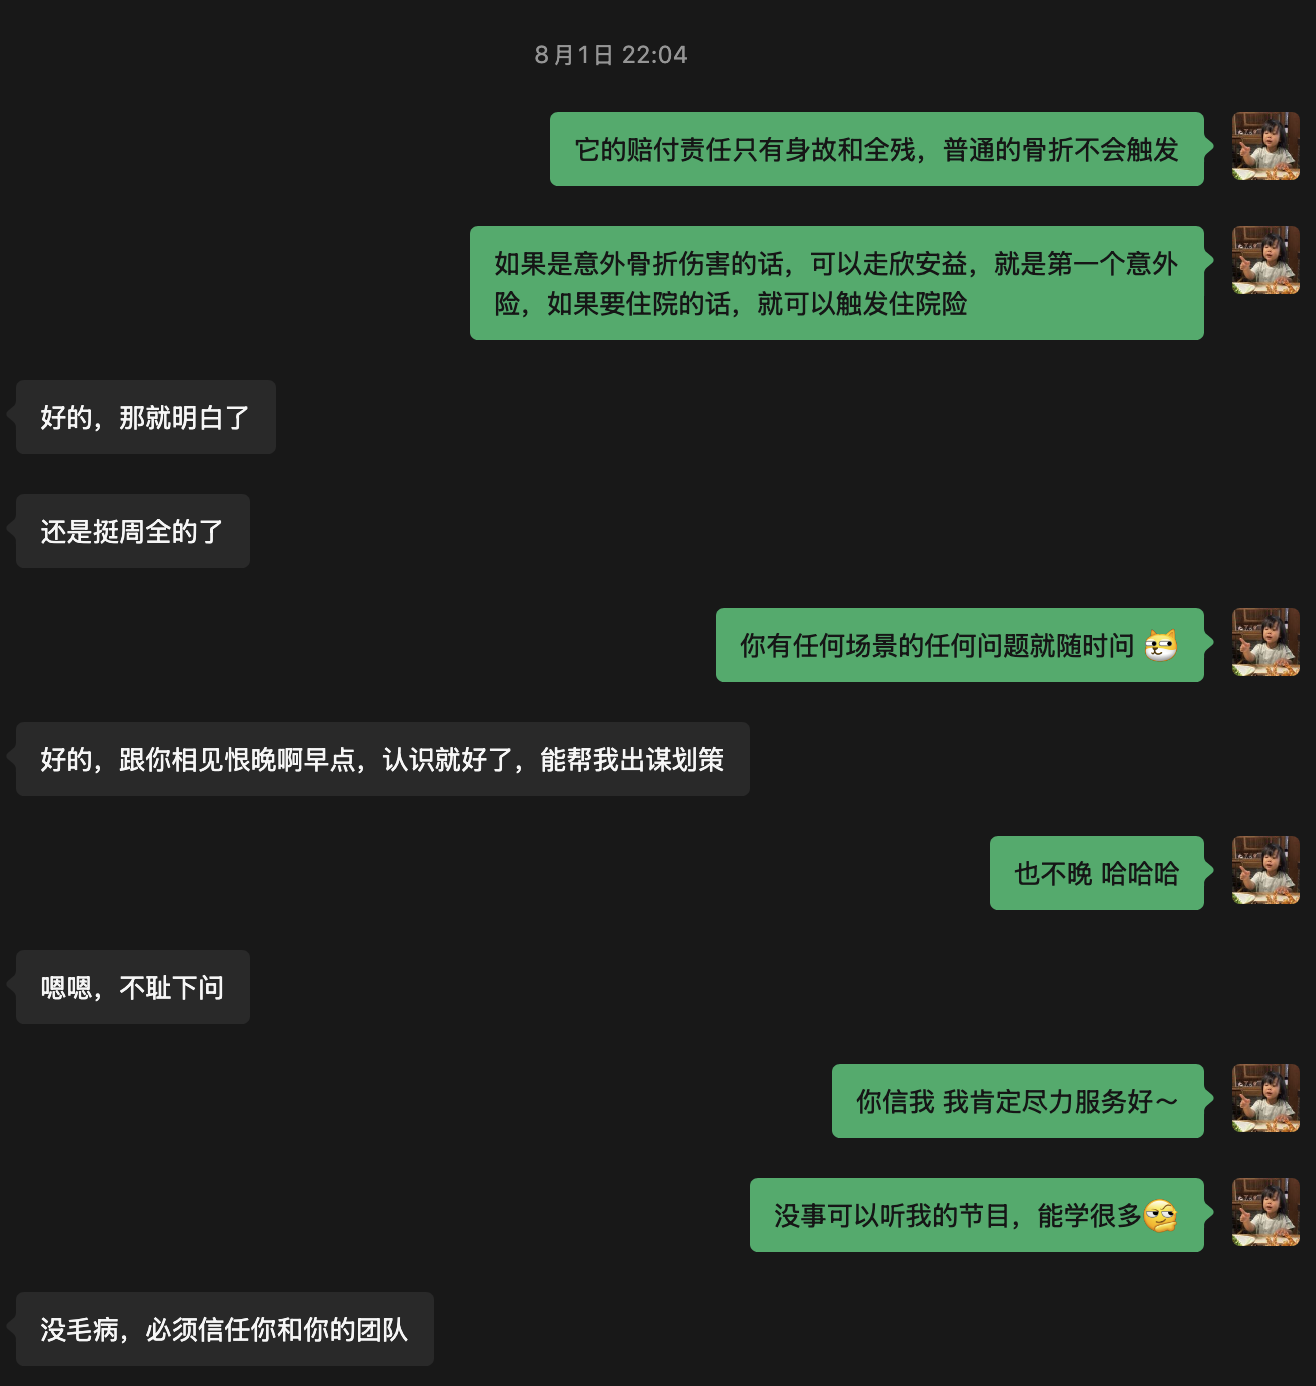 8月1日 22:04
它的赔付责任只有身故和全残，普通的骨折不会触发
如果是意外骨折伤害的话，可以走欣安益，就是第一个意外
险，如果要住院的话，就可以触发住院险
好的，那就明白了
还是挺周全的了
你有任何场景的任何问题就随时问
好的，跟你相见恨晚啊早点，认识就好了，能帮我出谋划策
也不晚 哈哈哈
嗯嗯，不耻下问
你信我 我肯定尽力服务好～
没事可以听我的节目，能学很多
没毛病，必须信任你和你的团队